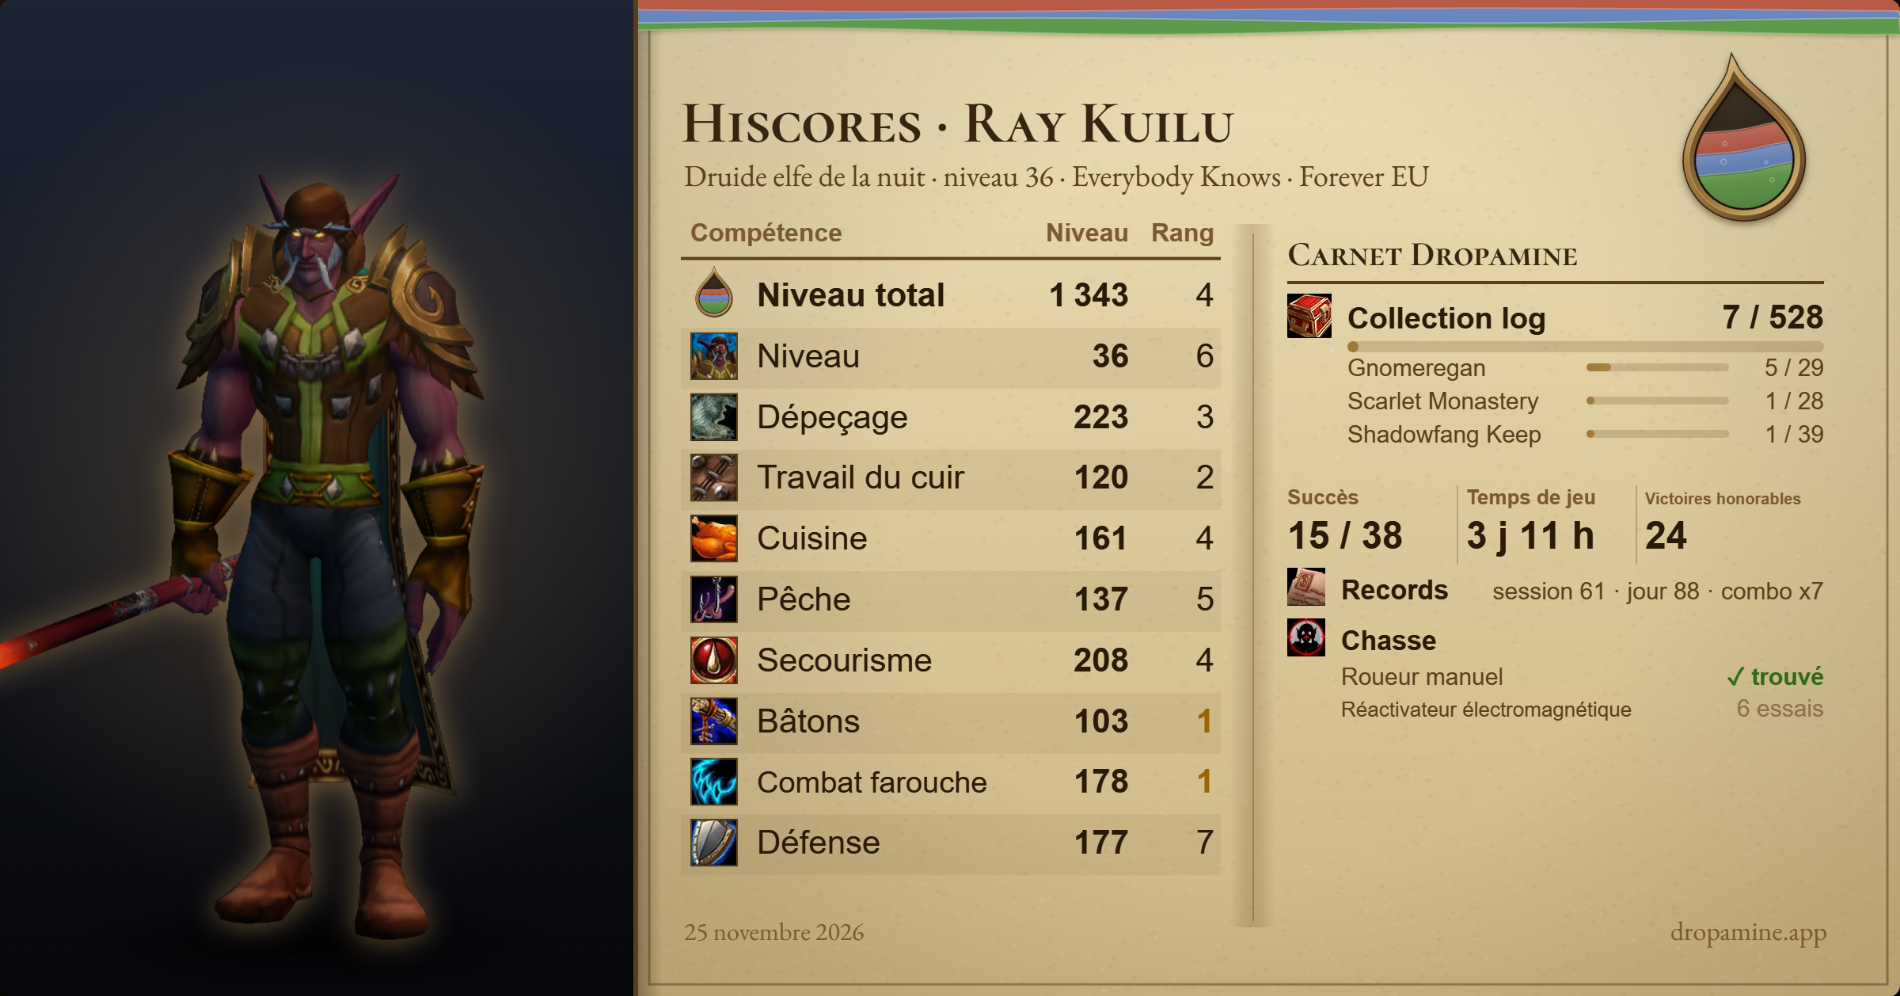 Hiscores · Ray Kuilu
Druide elfe de la nuit · niveau 36 · Everybody Knows · Forever EU
Compétence Niveau Rang
Niveau total 1 343 4
Niveau 36 6
Dépeçage 223 3
Travail du cuir 120 2
Cuisine 161 4
Pêche 137 5
Secourisme 208 4
Bâtons 103 1
Combat farouche 178 1
Défense 177 7
25 novembre 2026
Carnet Dropamine
Collection log 7 / 528
Gnomeregan 5 / 29
Scarlet Monastery 1 / 28
Shadowfang Keep 1 / 39
Succès Temps de jeu Victoires honorables
15 / 38 3 j 11 h 24
Records session 61 · jour 88 · combo x7
Chasse
Roueur manuel ✓ trouvé
Réactivateur électromagnétique 6 essais
dropamine.app